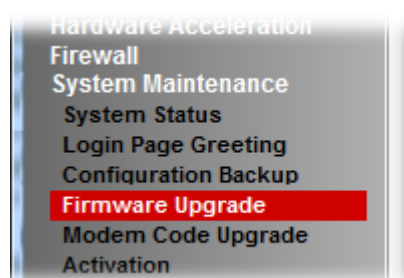 Hardware Acceleration
Firewall
System Maintenance
System Status
Login Page Greeting
Configuration Backup
Firmware Upgrade
Modem Code Upgrade
Activation